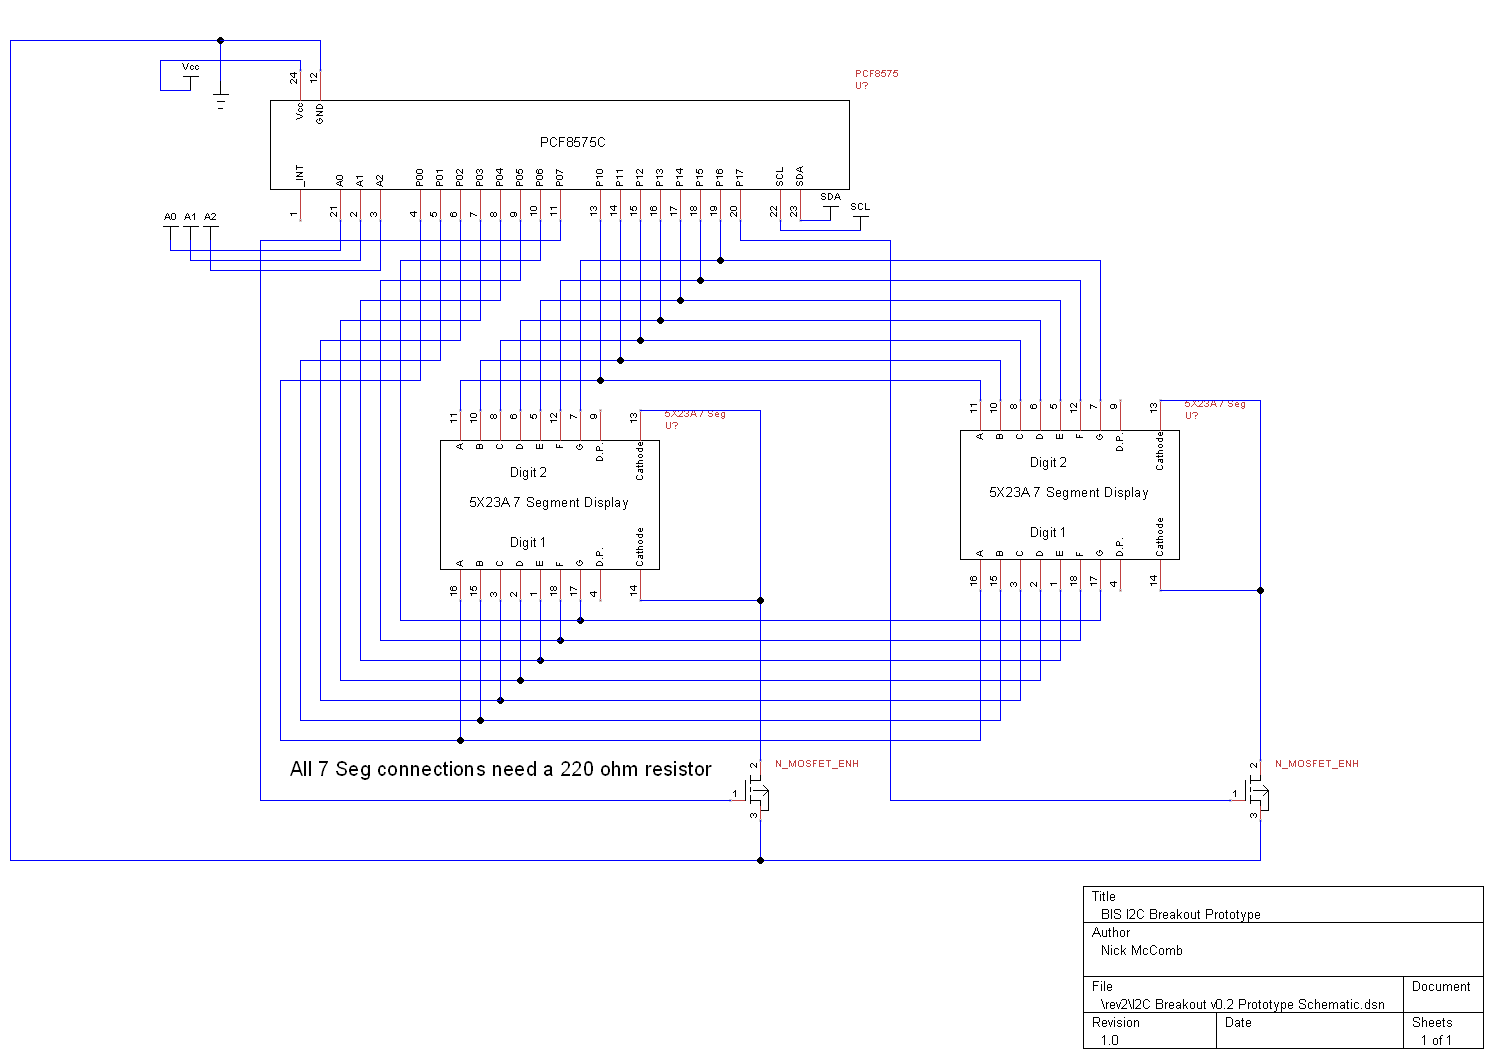 Vcc
24
12
PCF8575
U?
Vcc
GND
PCF8575C
_INT
A0
A1
A2
P00
P01
P02
P03
P04
P05
P06
P07
P10
P11
P12
P13
P14
P15
P16
P17
SCL
SDA
1
21
2
3
4
5
6
7
8
9
10
11
13
14
15
16
17
18
19
20
22
23
SDA
SCL
A0 A1 A2
11
10
8
6
5
12
7
9
13
5X23A 7 Seg
U?
A
B
C
D
E
F
G
D.P.
Cathode
Digit 2
5X23A 7 Segment Display
Digit 1
A
B
C
D
E
F
G
D.P.
Cathode
16
15
3
2
1
18
17
4
14
11
10
8
6
5
12
7
9
13
5X23A 7 Seg
U?
A
B
C
D
E
F
G
D.P.
Cathode
Digit 2
5X23A 7 Segment Display
Digit 1
A
B
C
D
E
F
G
D.P.
Cathode
16
15
3
2
1
18
17
4
14
All 7 Seg connections need a 220 ohm resistor
2
N_MOSFET_ENH
1
3
2
N_MOSFET_ENH
1
3
Title
BIS I2C Breakout Prototype
Author
Nick McComb
File
\rev2\I2C Breakout v0.2 Prototype Schematic.dsn
Document
Revision
1.0
Date
Sheets
1 of 1